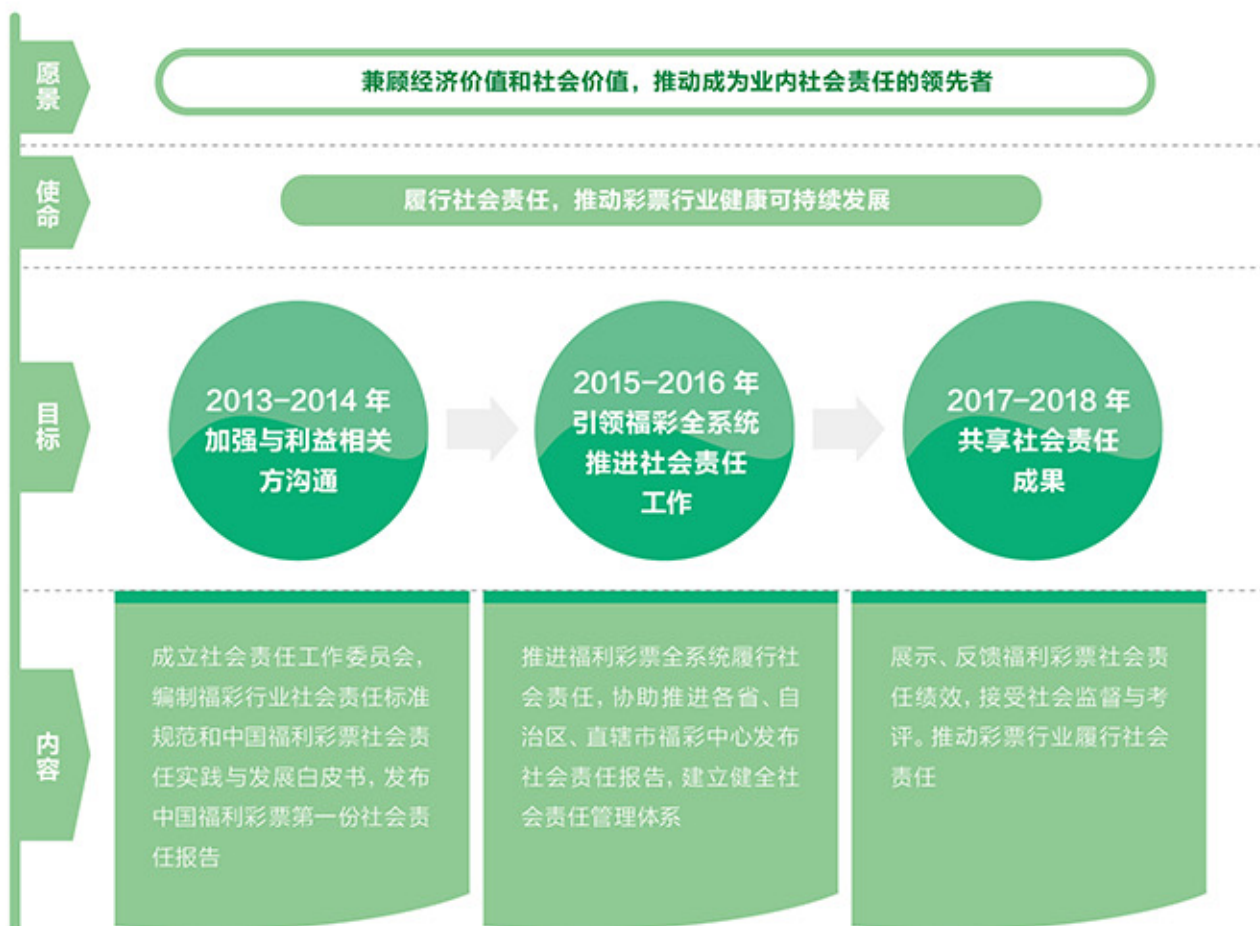 愿景
兼顾经济价值和社会价值，推动成为业内社会责任的领先者
使命
履行社会责任，推动彩票行业健康可持续发展
目标
2013-2014 年
加强与利益相关
方沟通
2015-2016 年
引领福彩全系统
推进社会责任
工作
2017-2018 年
共享社会责任
成果
内容
成立社会责任工作委员会，
编制福彩行业社会责任标准
规范和中国福利彩票社会责
任实践与发展白皮书，发布
中国福利彩票第一份社会责
任报告
推进福利彩票全系统履行社
会责任，协助推进各省、自
治区、直辖市福彩中心发布
社会责任报告，建立健全社
会责任管理体系
展示、反馈福利彩票社会责
任绩效，接受社会监督与考
评。推动彩票行业履行社会
责任